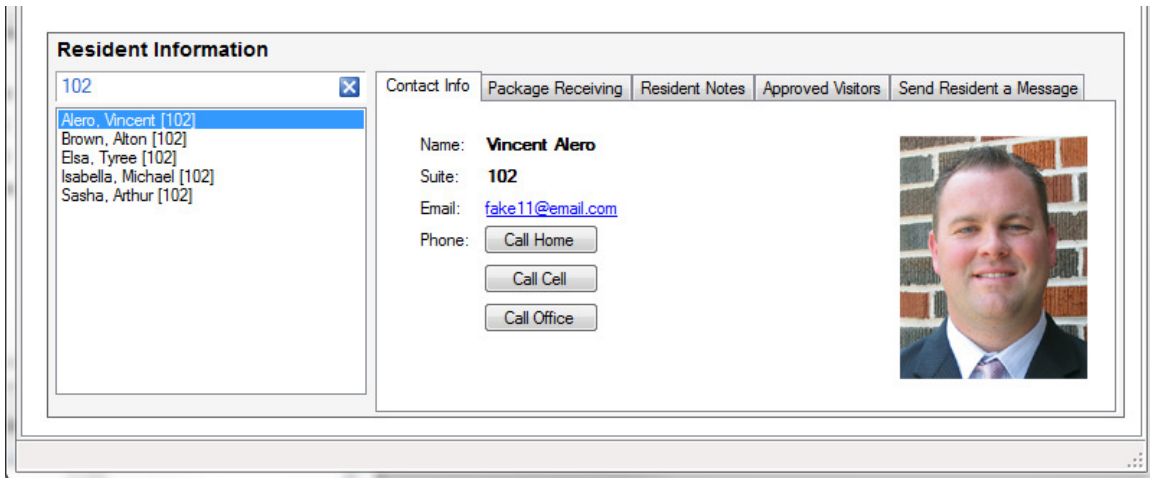 Resident Information
102
Alero, Vincent [102]
Brown, Alton [102]
Elsa, Tyree [102]
Isabella, Michael [102]
Sasha, Arthur [102]
Contact Info Package Receiving Resident Notes Approved Visitors Send Resident a Message
Name: Vincent Alero
Suite: 102
Email: fake11@email.com
Phone: Call Home
Call Cell
Call Office